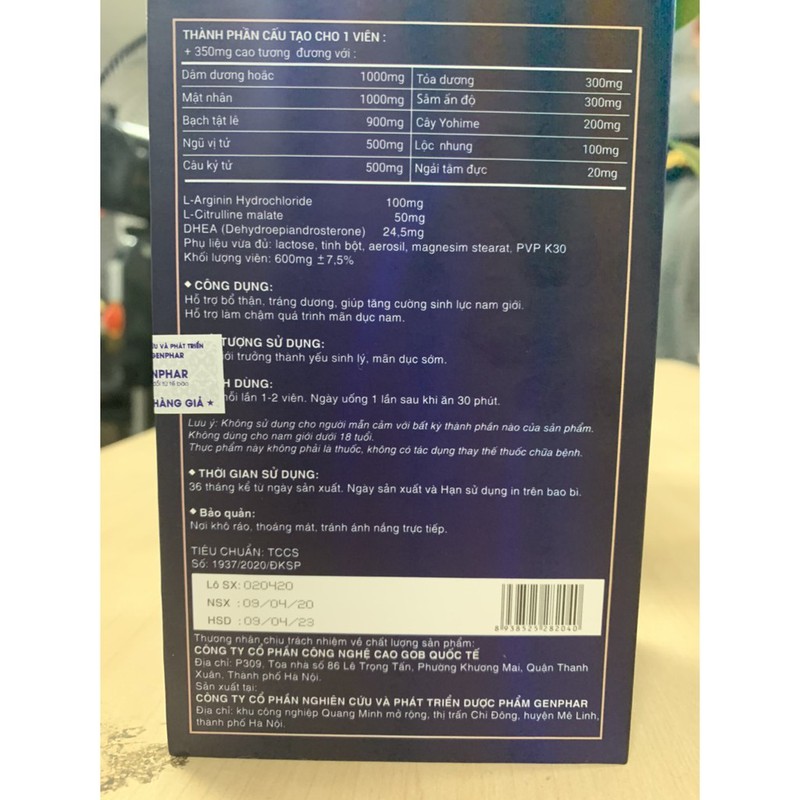 THÀNH PHẦN CẤU TẠO CHO 1 VIÊN :
+ 350mg cao tương đương với :
Dâm dương hoắc 1000mg Tỏa dương 300mg
Mật nhân 1000mg Sâm ấn độ 300mg
Bạch tật lê 900mg Cây Yohime 200mg
Ngũ vị tử 500mg Lộc nhung 100mg
Câu kỷ tử 500mg Ngải tâm đực 20mg
L-Arginin Hydrochloride 100mg
L-Citrulline malate 50mg
DHEA (Dehydroepiandrosterone) 24,5mg
Phụ liệu vừa đủ: lactose, tinh bột, aerosil, magnesim stearat, PVP K30
Khối lượng viên: 600mg ±7,5%
◆ CÔNG DỤNG:
Hỗ trợ bổ thận, tráng dương, giúp tăng cường sinh lực nam giới.
Hỗ trợ làm chậm quá trình mãn dục nam.
TƯỢNG SỬ DỤNG:
ới trưởng thành yếu sinh lý, mãn dục sớm.
H DÙNG:
ỗi lần 1-2 viên. Ngày uống 1 lần sau khi ăn 30 phút.
U VÀ PHÁT TRIỂN
GENPHAR
NPHAR
HÀNG GIẢ ★
Lưu ý: Không sử dụng cho người mẫn cảm với bất kỳ thành phần nào của sản phẩm.
Không dùng cho nam giới dưới 18 tuổi.
Thực phẩm này không phải là thuốc, không có tác dụng thay thế thuốc chữa bệnh.
◆ THỜI GIAN SỬ DỤNG:
36 tháng kể từ ngày sản xuất. Ngày sản xuất và Hạn sử dụng in trên bao bì.
◆ Bảo quản:
Nơi khô ráo, thoáng mát, tránh ánh nắng trực tiếp.
TIÊU CHUẨN: TCCS
Số: 1937/2020/ĐKSP
Lô SX: 020420
NSX : 09/04/20
HSD : 09/04/23
8 938525 282040
Thương nhân chịu trách nhiệm về chất lượng sản phẩm:
CÔNG TY CỔ PHẦN CÔNG NGHỆ CAO GOB QUỐC TẾ
Địa chỉ: P309. Tọa nhà số 86 Lê Trọng Tấn, Phường Khương Mai, Quận Thanh
Xuân, Thành phố Hà Nội.
Sản xuất tại:
CÔNG TY CỔ PHẦN NGHIÊN CỨU VÀ PHÁT TRIỂN DƯỢC PHẨM GENPHAR
Địa chỉ: khu công nghiệp Quang Minh mở rộng, thị trấn Chi Đông, huyện Mê Linh,
thành phố Hà Nội.